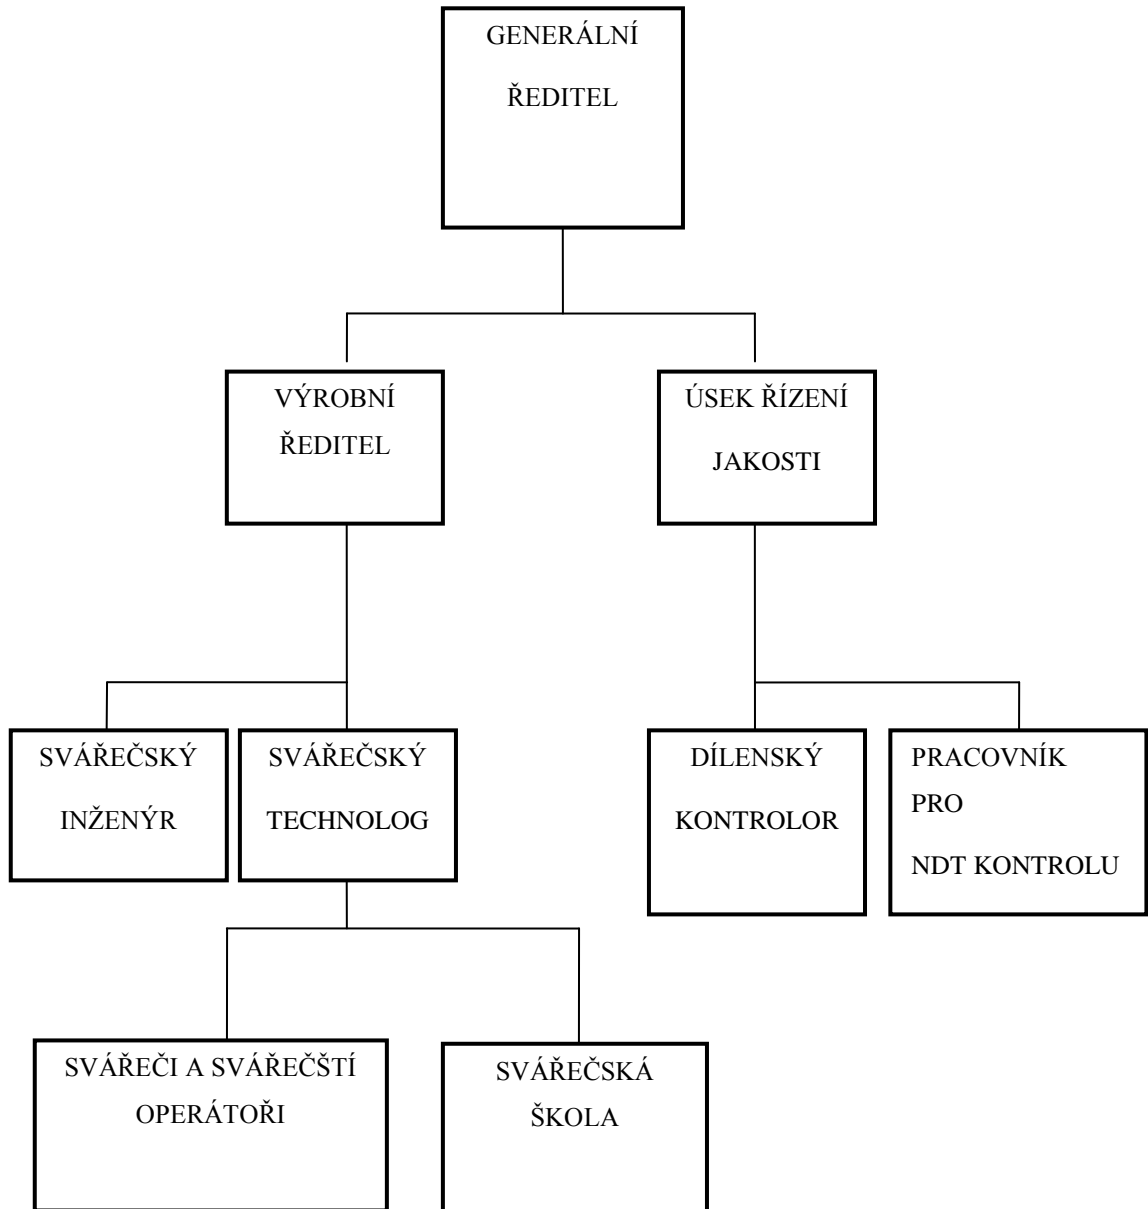 GENERÁLNÍ
ŘEDITEL
VÝROBNÍ
ŘEDITEL
ÚSEK ŘÍZENÍ
JAKOSTI
SVÁŘEČSKÝ
INŽENÝR
SVÁŘEČSKÝ
TECHNOLOG
DÍLENSKÝ
KONTROLOR
PRACOVNÍK
PRO
NDT KONTROLU
SVÁŘEČI A SVÁŘEČŠTÍ
OPERÁTOŘI
SVÁŘEČSKÁ
ŠKOLA